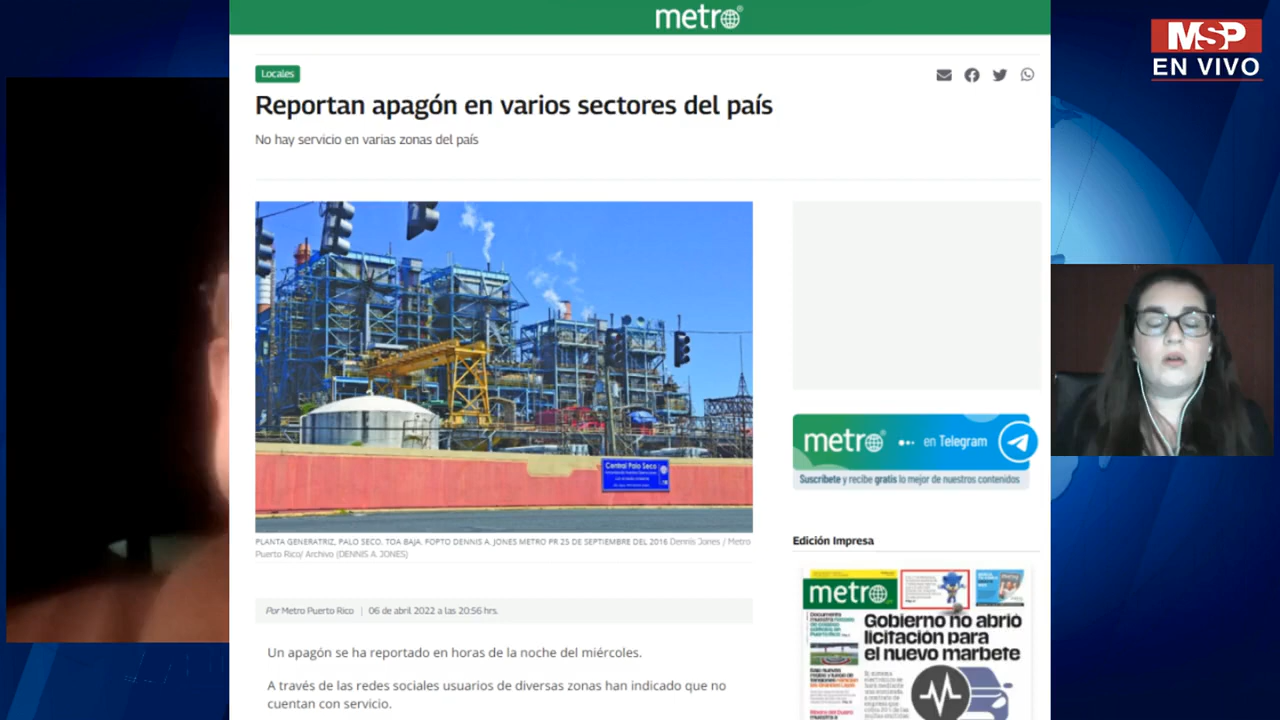 metro
MSP
EN VIVO
Locales
Reportan apagón en varios sectores del país
No hay servicio en varias zonas del país
Central Palo Seco
PLANTA GENERATRIZ, PALO SECO, TOA BAJA. FOPTO DENNIS A. JONES METRO PR 25 DE SEPTIEMBRE DEL 2016 Dennis Jones / Metro
Puerto Rico/ Archivo (DENNIS A. JONES)
Por Metro Puerto Rico | 06 de abril 2022 a las 20:56 hrs.
Un apagón se ha reportado en horas de la noche del miércoles.
A través de las redes sociales usuarios de diversas zonas han indicado que no
cuentan con servicio.
metro en Telegram
Suscríbete y recibe gratis lo mejor de nuestros contenidos
Edición Impresa
metro
Gobierno no abrió
licitación para
el nuevo marbete